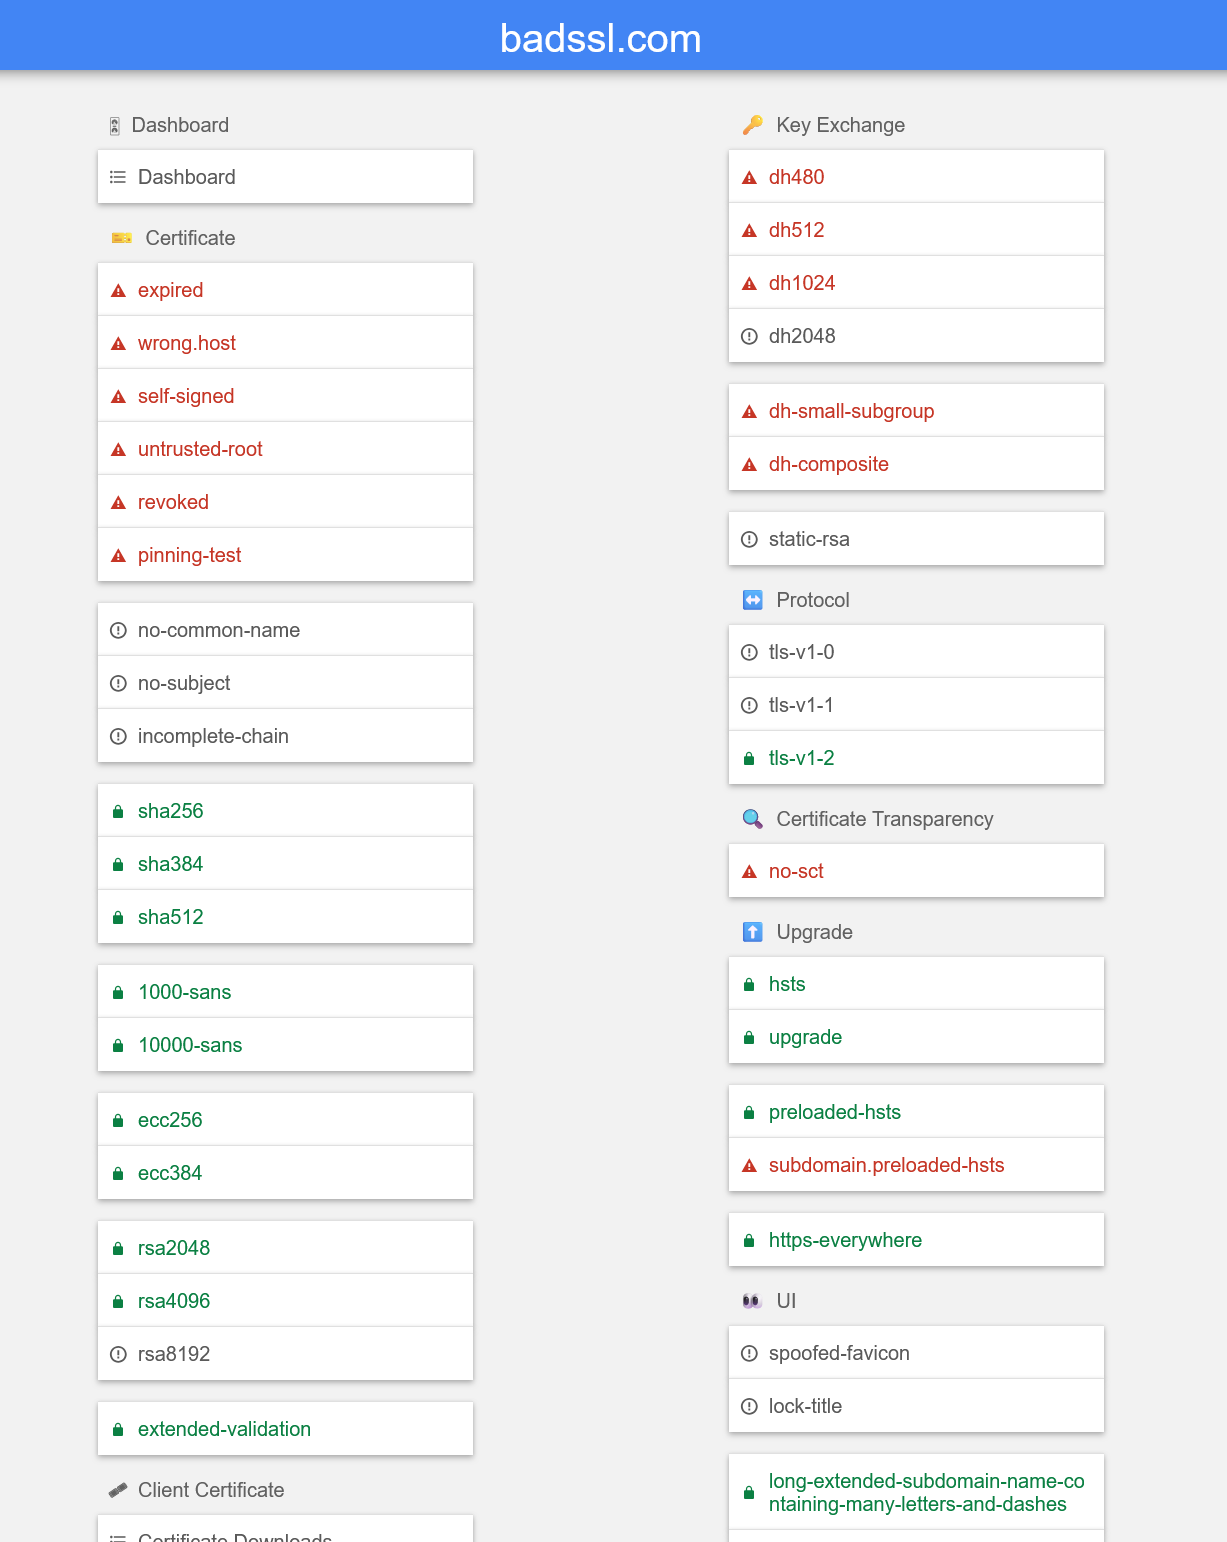 badssl.com
Dashboard
Dashboard
Certificate
expired
wrong.host
self-signed
untrusted-root
revoked
pinning-test
no-common-name
no-subject
incomplete-chain
sha256
sha384
sha512
1000-sans
10000-sans
ecc256
ecc384
rsa2048
rsa4096
rsa8192
extended-validation
Client Certificate
Certificate Downloads
Key Exchange
dh480
dh512
dh1024
dh2048
dh-small-subgroup
dh-composite
static-rsa
Protocol
tls-v1-0
tls-v1-1
tls-v1-2
Certificate Transparency
no-sct
Upgrade
hsts
upgrade
preloaded-hsts
subdomain.preloaded-hsts
https-everywhere
UI
spoofed-favicon
lock-title
long-extended-subdomain-name-co
ntaining-many-letters-and-dashes